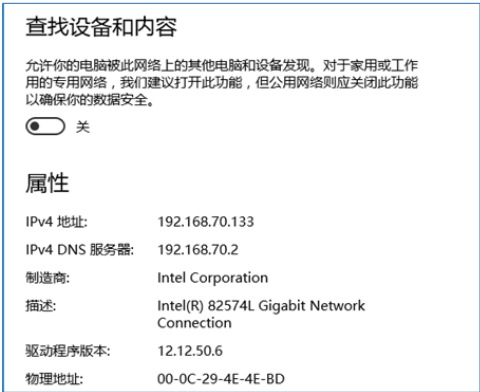 查找设备和内容
允许你的电脑被此网络上的其他电脑和设备发现。对于家用或工作
用的专用网络，我们建议打开此功能，但公用网络则应关闭此功能
以确保你的数据安全。
关
属性
IPv4 地址: 192.168.70.133
IPv4 DNS 服务器: 192.168.70.2
制造商: Intel Corporation
描述: Intel(R) 82574L Gigabit Network
Connection
驱动程序版本: 12.12.50.6
物理地址: 00-0C-29-4E-4E-BD